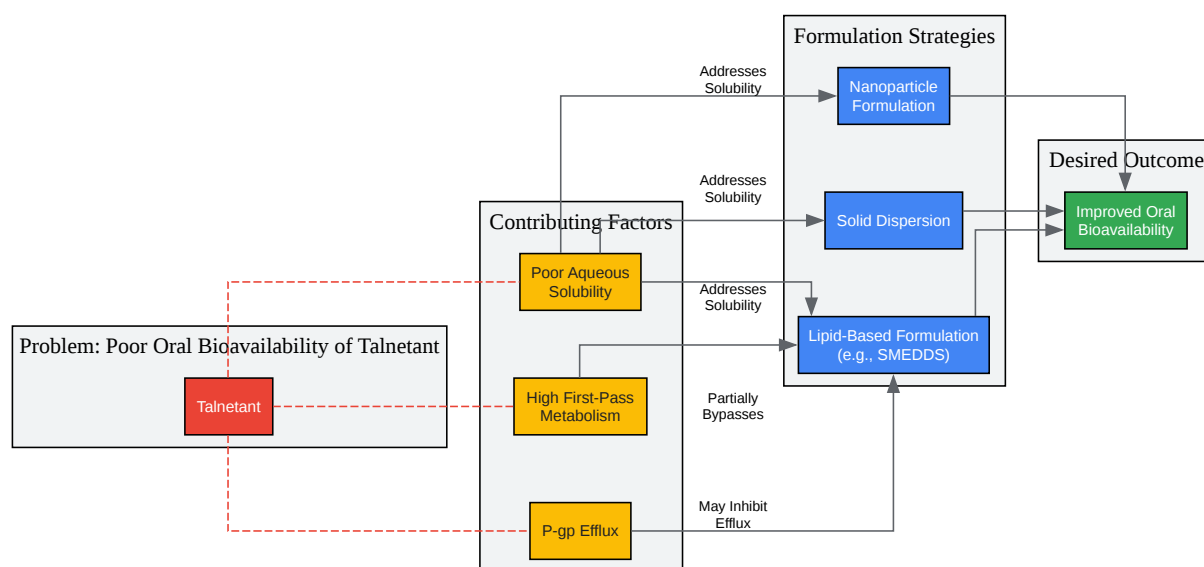 Formulation Strategies
Addresses
Solubility
Nanoparticle
Formulation
Desired Outcome
Addresses
Solubility
Solid Dispersion
Improved Oral
Bioavailability
Contributing Factors
Poor Aqueous
Solubility
Addresses
Solubility
Lipid-Based Formulation
(e.g., SMEDDS)
Problem: Poor Oral Bioavailability of Talnetant
Talnetant
High First-Pass
Metabolism
Partially
Bypasses
P-gp Efflux
May Inhibit
Efflux